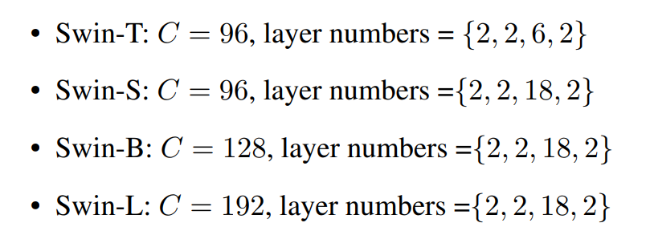 • Swin-T: C = 96, layer numbers = {2, 2, 6, 2}
• Swin-S: C = 96, layer numbers ={2, 2, 18, 2}
• Swin-B: C = 128, layer numbers ={2, 2, 18, 2}
• Swin-L: C = 192, layer numbers ={2, 2, 18, 2}